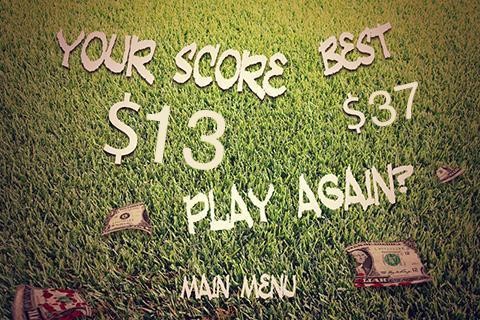 YOUR SCORE BEST
$13 $37
PLAY AGAIN?
MAIN MENU